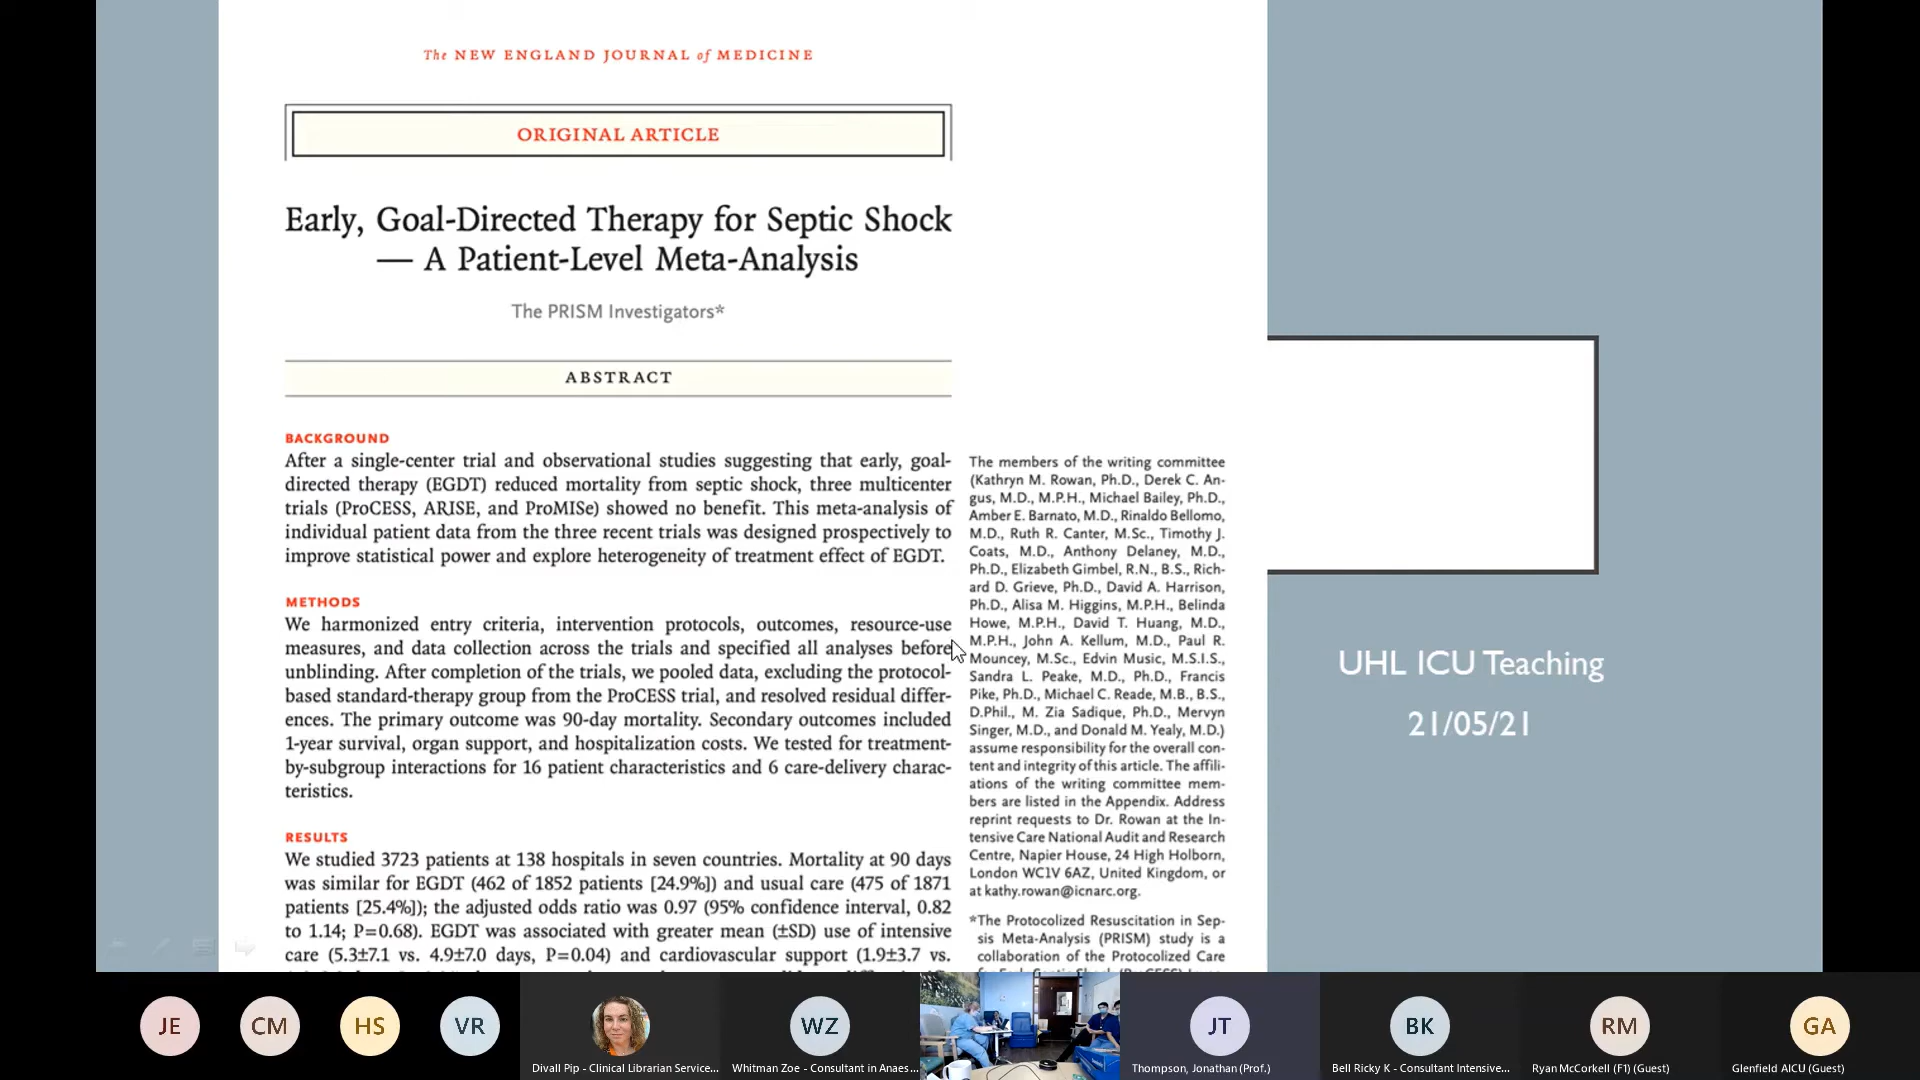 The NEW ENGLAND JOURNAL of MEDICINE
ORIGINAL ARTICLE
Early, Goal-Directed Therapy for Septic Shock
— A Patient-Level Meta-Analysis
The PRISM Investigators*
ABSTRACT
BACKGROUND
After a single-center trial and observational studies suggesting that early, goal-
directed therapy (EGDT) reduced mortality from septic shock, three multicenter
trials (ProCESS, ARISE, and ProMISe) showed no benefit. This meta-analysis of
individual patient data from the three recent trials was designed prospectively to
improve statistical power and explore heterogeneity of treatment effect of EGDT.
METHODS
We harmonized entry criteria, intervention protocols, outcomes, resource-use
measures, and data collection across the trials and specified all analyses before
unblinding. After completion of the trials, we pooled data, excluding the protocol-
based standard-therapy group from the ProCESS trial, and resolved residual differ-
ences. The primary outcome was 90-day mortality. Secondary outcomes included
1-year survival, organ support, and hospitalization costs. We tested for treatment-
by-subgroup interactions for 16 patient characteristics and 6 care-delivery charac-
teristics.
RESULTS
We studied 3723 patients at 138 hospitals in seven countries. Mortality at 90 days
was similar for EGDT (462 of 1852 patients [24.9%]) and usual care (475 of 1871
patients [25.4%]); the adjusted odds ratio was 0.97 (95% confidence interval, 0.82
to 1.14; P=0.68). EGDT was associated with greater mean (±SD) use of intensive
care (5.3±7.1 vs. 4.9±7.0 days, P=0.04) and cardiovascular support (1.9±3.7 vs.
The members of the writing committee
(Kathryn M. Rowan, Ph.D., Derek C. An-
gus, M.D., M.P.H., Michael Bailey, Ph.D.,
Amber E. Barnato, M.D., Rinaldo Bellomo,
M.D., Ruth R. Canter, M.Sc., Timothy J.
Coats, M.D., Anthony Delaney, M.D.,
Ph.D., Elizabeth Gimbel, R.N., B.S., Rich-
ard D. Grieve, Ph.D., David A. Harrison,
Ph.D., Alisa M. Higgins, M.P.H., Belinda
Howe, M.P.H., David T. Huang, M.D.,
M.P.H., John A. Kellum, M.D., Paul R.
Mouncey, M.Sc., Edvin Music, M.S.I.S.,
Sandra L. Peake, M.D., Ph.D., Francis
Pike, Ph.D., Michael C. Reade, M.B., B.S.,
D.Phil., M. Zia Sadique, Ph.D., Mervyn
Singer, M.D., and Donald M. Yealy, M.D.)
assume responsibility for the overall con-
tent and integrity of this article. The affili-
ations of the writing committee mem-
bers are listed in the Appendix. Address
reprint requests to Dr. Rowan at the In-
tensive Care National Audit and Research
Centre, Napier House, 24 High Holborn,
London WC1V 6AZ, United Kingdom, or
at kathy.rowan@icnarc.org.
*The Protocolized Resuscitation in Sep-
sis Meta-Analysis (PRISM) study is a
collaboration of the Protocolized Care
UHL ICU Teaching
21/05/21
JE
CM
HS
VR
Divall Pip - Clinical Librarian Service...
WZ
Whitman Zoe - Consultant in Anaes...
JT
Thompson, Jonathan (Prof.)
BK
Bell Ricky K - Consultant Intensive...
RM
Ryan McCorkell (F1) (Guest)
GA
Glenfield AICU (Guest)